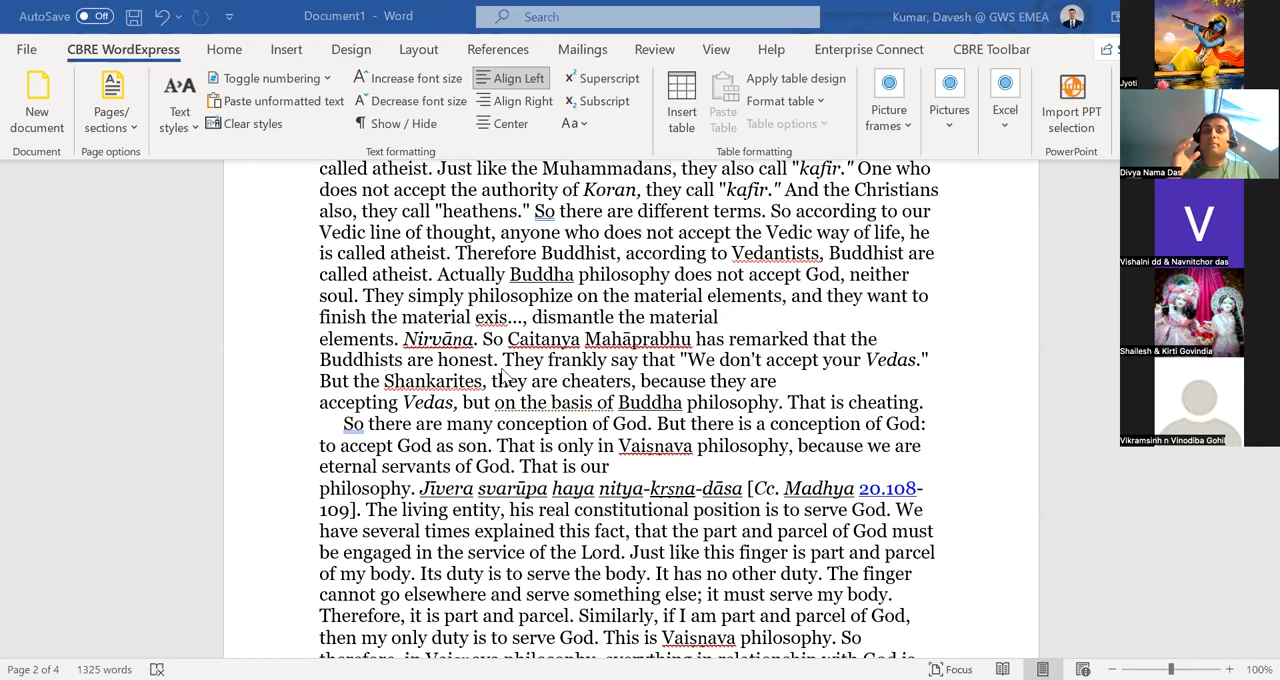 AutoSave Off Document1 - Word Search Kumar, Davesh @ GWS EMEA
File CBRE WordExpress Home Insert Design Layout References Mailings Review View Help Enterprise Connect CBRE Toolbar
New document
Pages/ sections
Text styles
Toggle numbering
Paste unformatted text
Clear styles
Increase font size
Decrease font size
Show / Hide
Align Left
Align Right
Center
Superscript
Subscript
Aa
Insert table
Paste Table
Apply table design
Format table
Table options
Picture frames
Pictures
Excel
Import PPT selection
Document Page options Text formatting Table formatting PowerPoint
called atheist. Just like the Muhammadans, they also call "kafir." One who
does not accept the authority of Koran, they call "kafir." And the Christians
also, they call "heathens." So there are different terms. So according to our
Vedic line of thought, anyone who does not accept the Vedic way of life, he
is called atheist. Therefore Buddhist, according to Vedantists, Buddhist are
called atheist. Actually Buddha philosophy does not accept God, neither
soul. They simply philosophize on the material elements, and they want to
finish the material exis..., dismantle the material
elements. Nirvāṇa. So Caitanya Mahāprabhu has remarked that the
Buddhists are honest. They frankly say that "We don't accept your Vedas."
But the Shankarites, they are cheaters, because they are
accepting Vedas, but on the basis of Buddha philosophy. That is cheating.
So there are many conception of God. But there is a conception of God:
to accept God as son. That is only in Vaiṣṇava philosophy, because we are
eternal servants of God. That is our
philosophy. Jīvera svarūpa haya nitya-kṛṣṇa-dāsa [Cc. Madhya 20.108-
109]. The living entity, his real constitutional position is to serve God. We
have several times explained this fact, that the part and parcel of God must
be engaged in the service of the Lord. Just like this finger is part and parcel
of my body. Its duty is to serve the body. It has no other duty. The finger
cannot go elsewhere and serve something else; it must serve my body.
Therefore, it is part and parcel. Similarly, if I am part and parcel of God,
then my only duty is to serve God. This is Vaiṣṇava philosophy. So
therefore, in Vaiṣṇava philosophy, everything in relationship with God is
Page 2 of 4 1325 words Focus 100%
Jyoti
Divya Nama Das
V
Vishalni dd & Navnitchor das
Shailesh & Kirti Govindia
Vikramsinh n Vinodiba Gohil